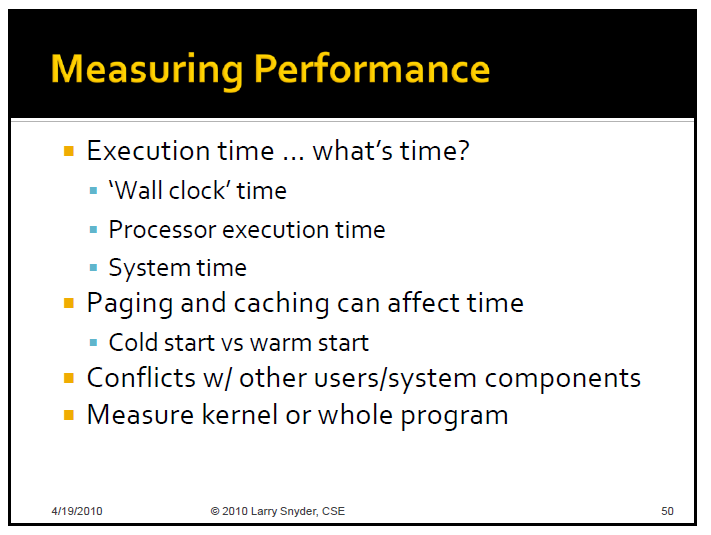 Measuring Performance
Execution time … what's time?
'Wall clock' time
Processor execution time
System time
Paging and caching can affect time
Cold start vs warm start
Conflicts w/ other users/system components
Measure kernel or whole program
4/19/2010 © 2010 Larry Snyder, CSE 50